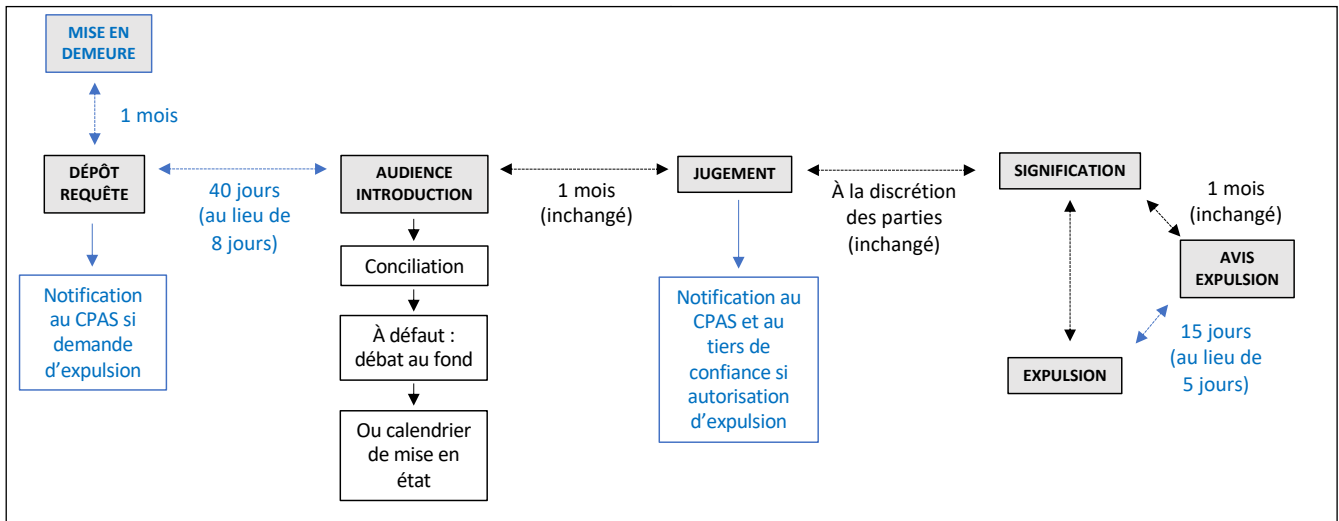 MISE EN
DEMEURE
1 mois
DÉPÔT
REQUÊTE
40 jours
(au lieu de
8 jours)
Notification
au CPAS si
demande
d’expulsion
AUDIENCE
INTRODUCTION
Conciliation
À défaut :
débat au fond
Ou calendrier
de mise en
état
1 mois
(inchangé)
JUGEMENT
Notification au
CPAS et au
tiers de
confiance si
autorisation
d’expulsion
À la discrétion
des parties
(inchangé)
SIGNIFICATION
1 mois
(inchangé)
AVIS
EXPULSION
15 jours
(au lieu de
5 jours)
EXPULSION